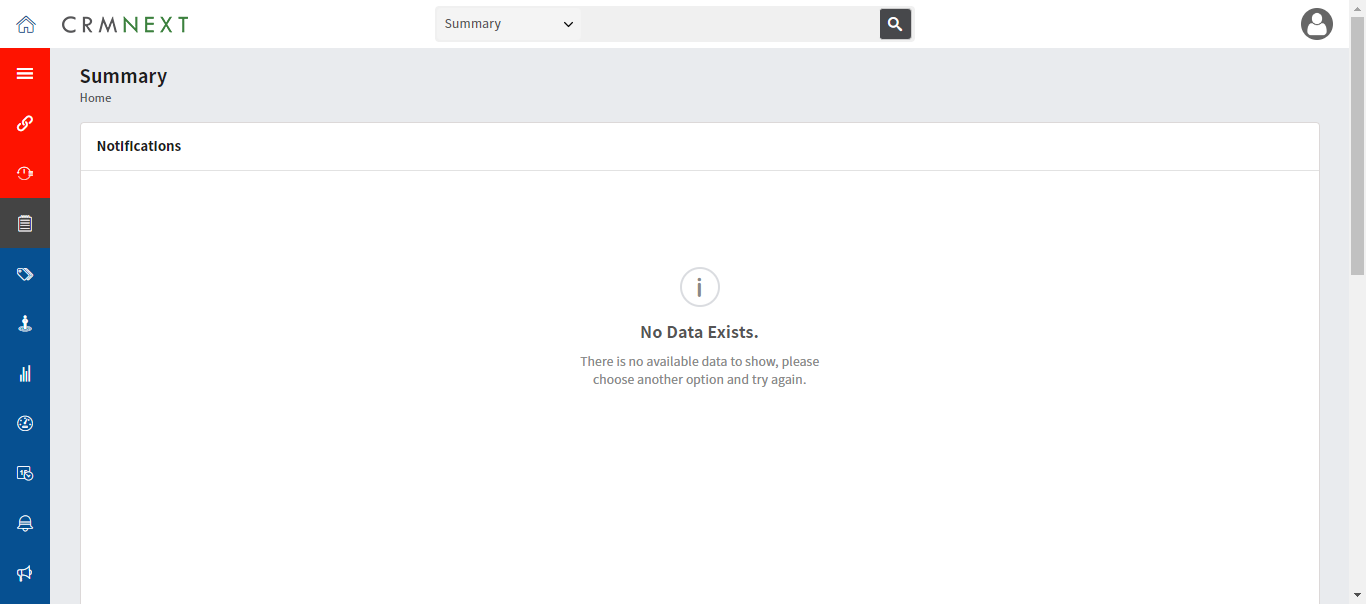 CRMNEXT
Summary
Summary
Home
Notifications
No Data Exists.
There is no available data to show, please
choose another option and try again.